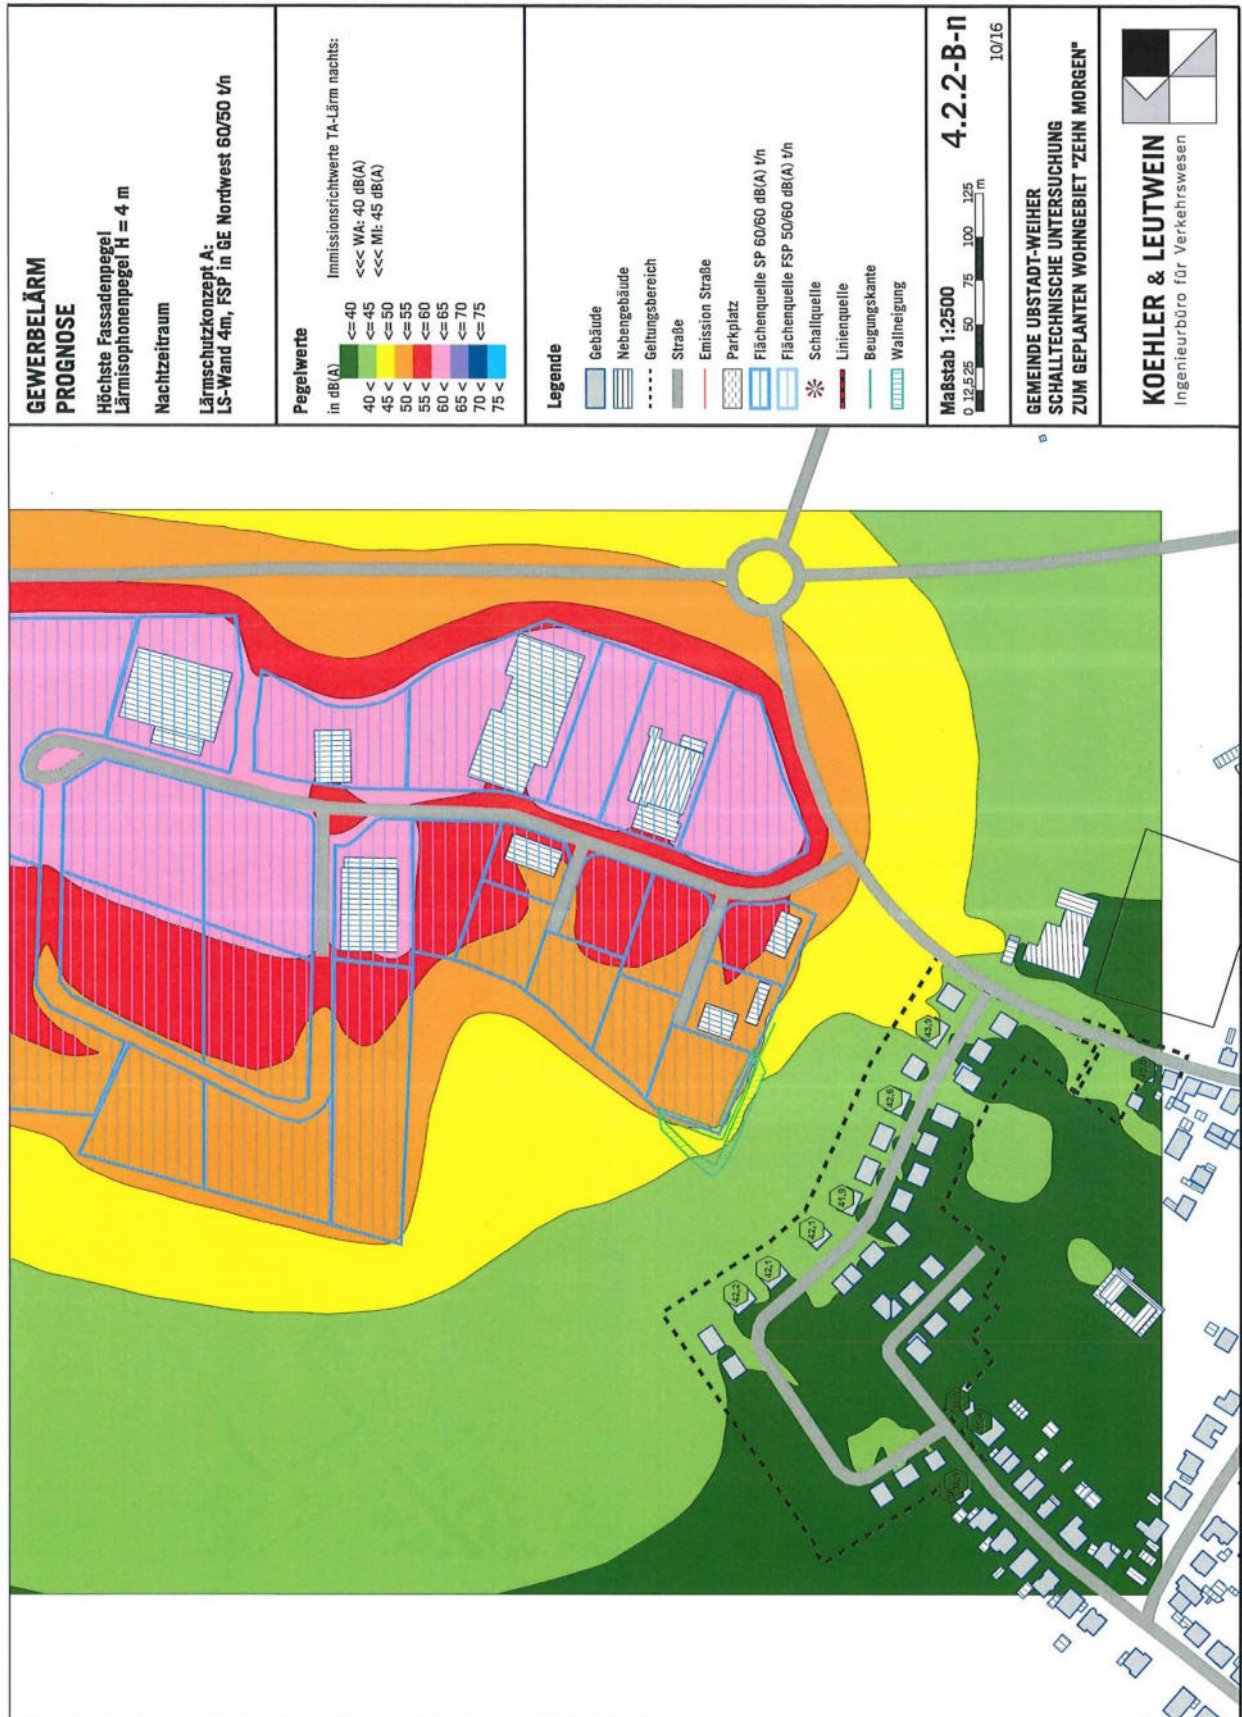 GEWERBELÄRM
PROGNOSE
Höchste Fassadenpegel
Lärmisophonenpegel H = 4 m
Nachtzeitraum
Lärmschutzkonzept A:
LS-Wand 4m, FSP in GE Nordwest 60/50 t/n
Pegelwerte
in dB(A)
Immissionsrichtwerte TA-Lärm nachts:
<=40
<<< WA: 40 dB(A)
40 < <=45
<<< MI: 45 dB(A)
45 < <=50
50 < <=55
55 < <=60
60 < <=65
65 < <=70
70 < <=75
75 <
Legende
Gebäude
Nebengebäude
Geltungsbereich
Straße
Emission Straße
Parkplatz
Flächenquelle SP 60/60 dB(A) t/n
Flächenquelle FSP 50/60 dB(A) t/n
Schallquelle
Linienquelle
Beugungskante
Wallneigung
Maßstab 1:2500
0 12,5 25 50 75 100 125
m
4.2.2-B-n
10/16
GEMEINDE UBSTADT-WEIHER
SCHALLTECHNISCHE UNTERSUCHUNG
ZUM GEPLANTEN WOHNGEBIET "ZEHN MORGEN"
KOEHLER & LEUTWEIN
Ingenieurbüro für Verkehrswesen
43,9
42,6
41,9
42,1
42,1
42,2